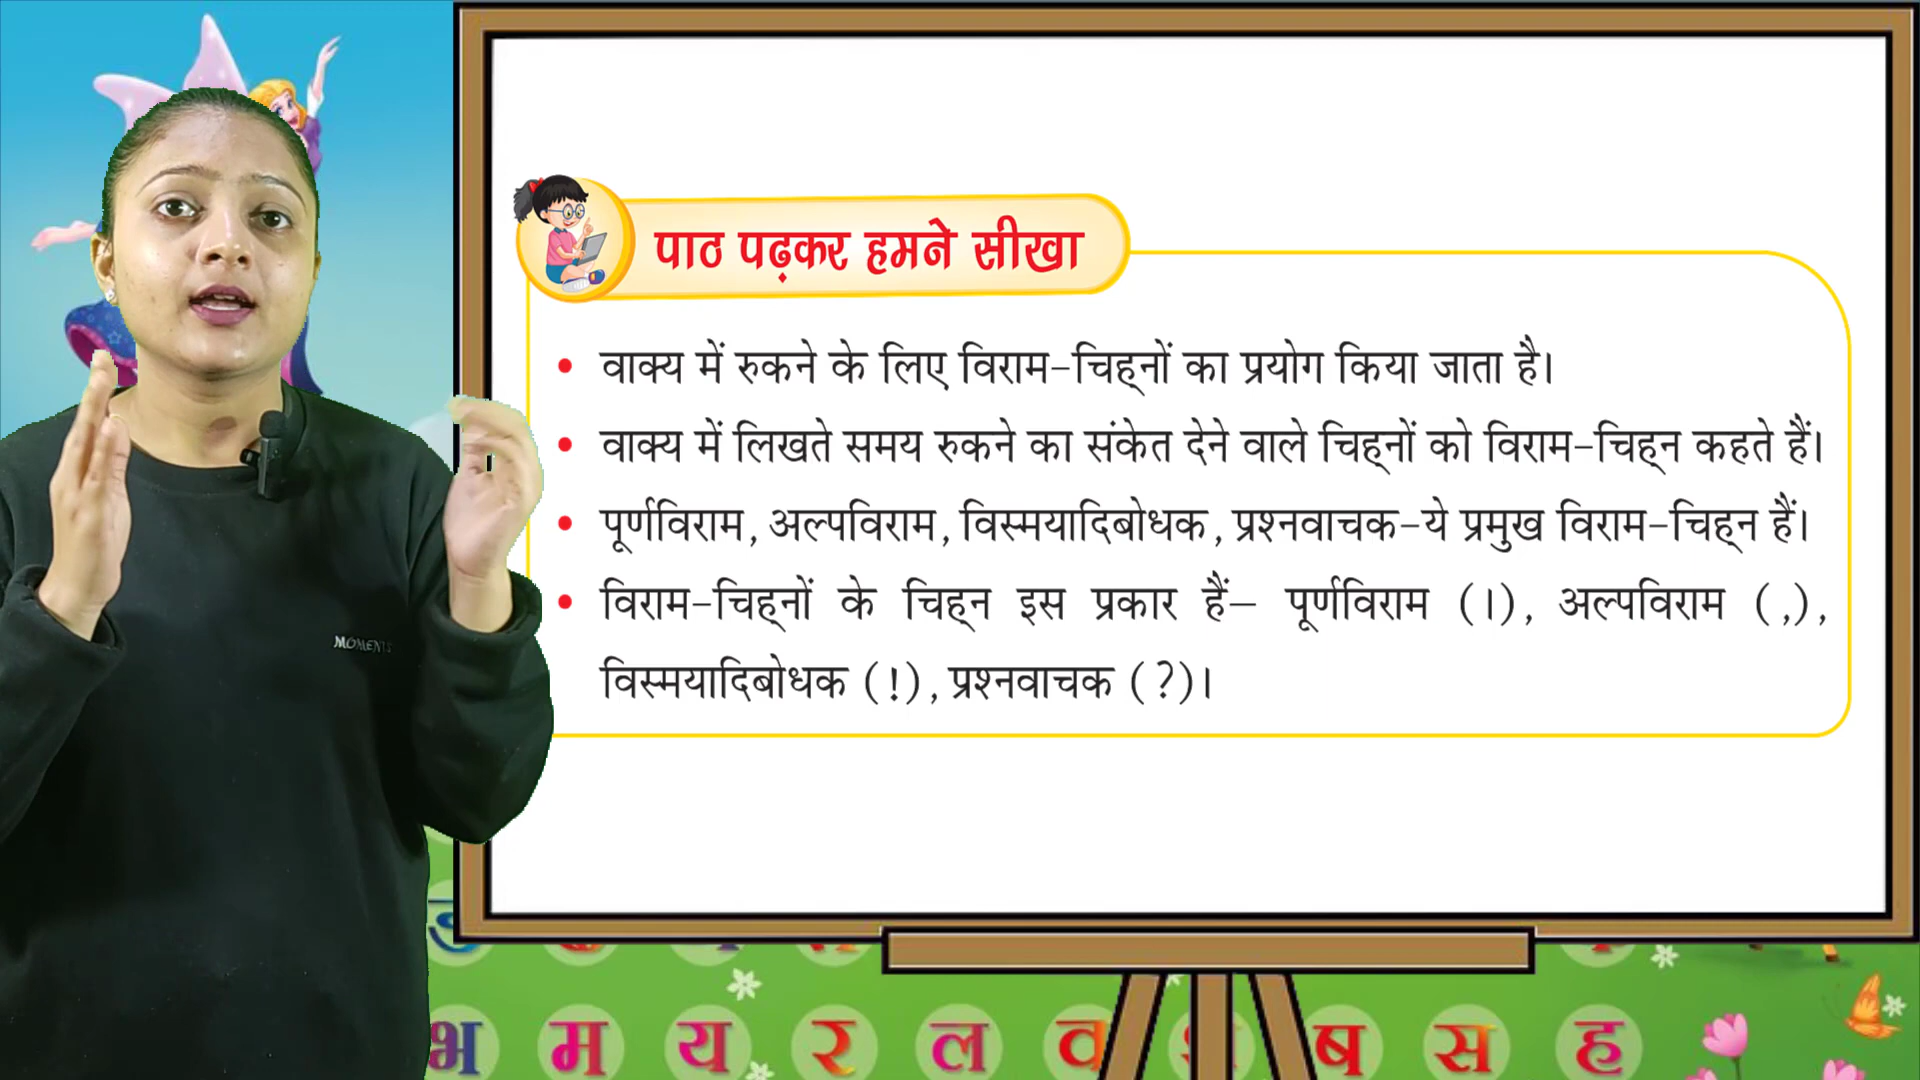 पाठ पढ़कर हमने सीखा
• वाक्य में रुकने के लिए विराम-चिह्नों का प्रयोग किया जाता है।
• वाक्य में लिखते समय रुकने का संकेत देने वाले चिह्नों को विराम-चिह्न कहते हैं।
• पूर्णविराम, अल्पविराम, विस्मयादिबोधक, प्रश्नवाचक-ये प्रमुख विराम-चिह्न हैं।
• विराम-चिह्नों के चिह्न इस प्रकार हैं– पूर्णविराम (।), अल्पविराम (,),
विस्मयादिबोधक (!), प्रश्नवाचक (?)।
MOMENTS
भ म य र ल व ष स ह